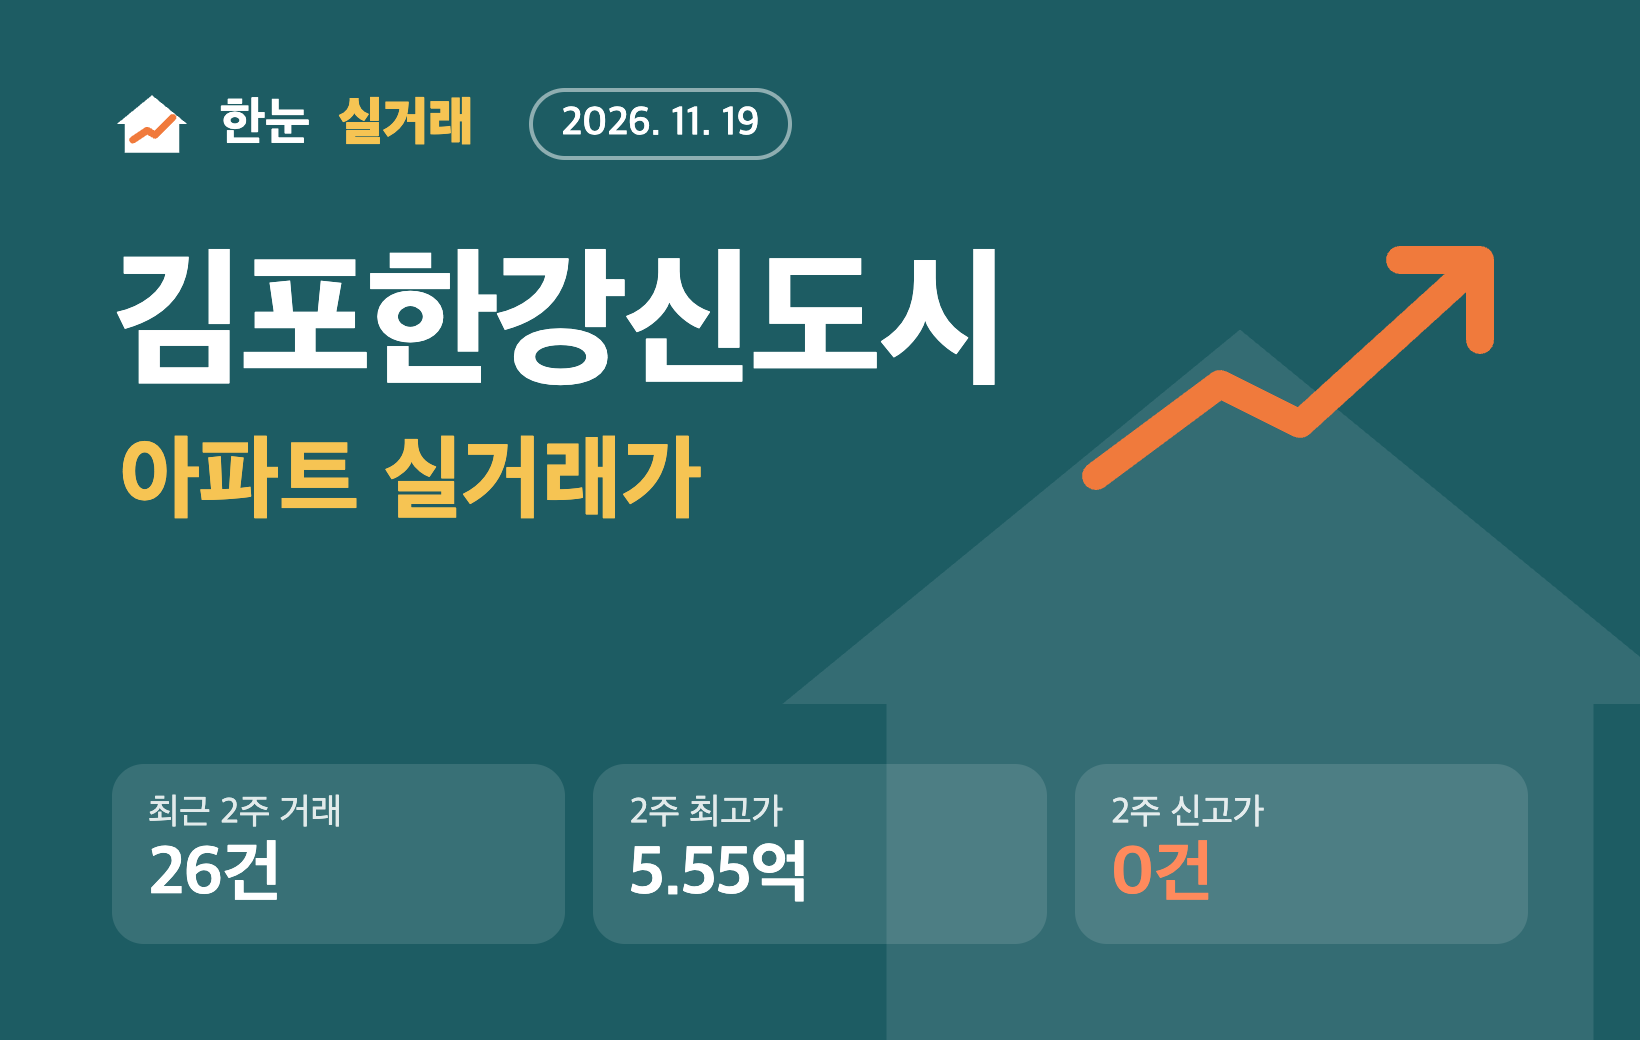 한눈 실거래 2026. 11. 19
김포한강신도시
아파트 실거래가
최근 2주 거래
26건
2주 최고가
5.55억
2주 신고가
0건